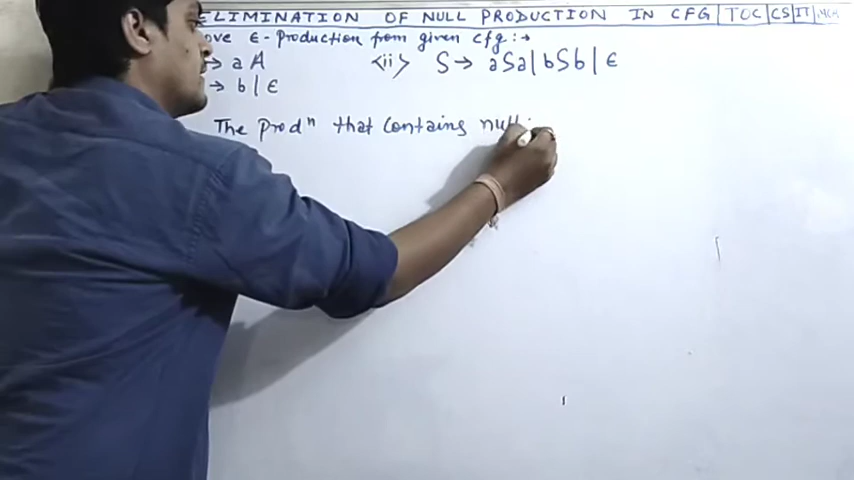 ELIMINATION OF NULL PRODUCTION IN CFG | TOC | CS | IT | MCA
ove ε-Production from given Cfg :→
→ aA <ii> S → aSa | bSb | ε
→ b | ε
The Prodⁿ that contains null